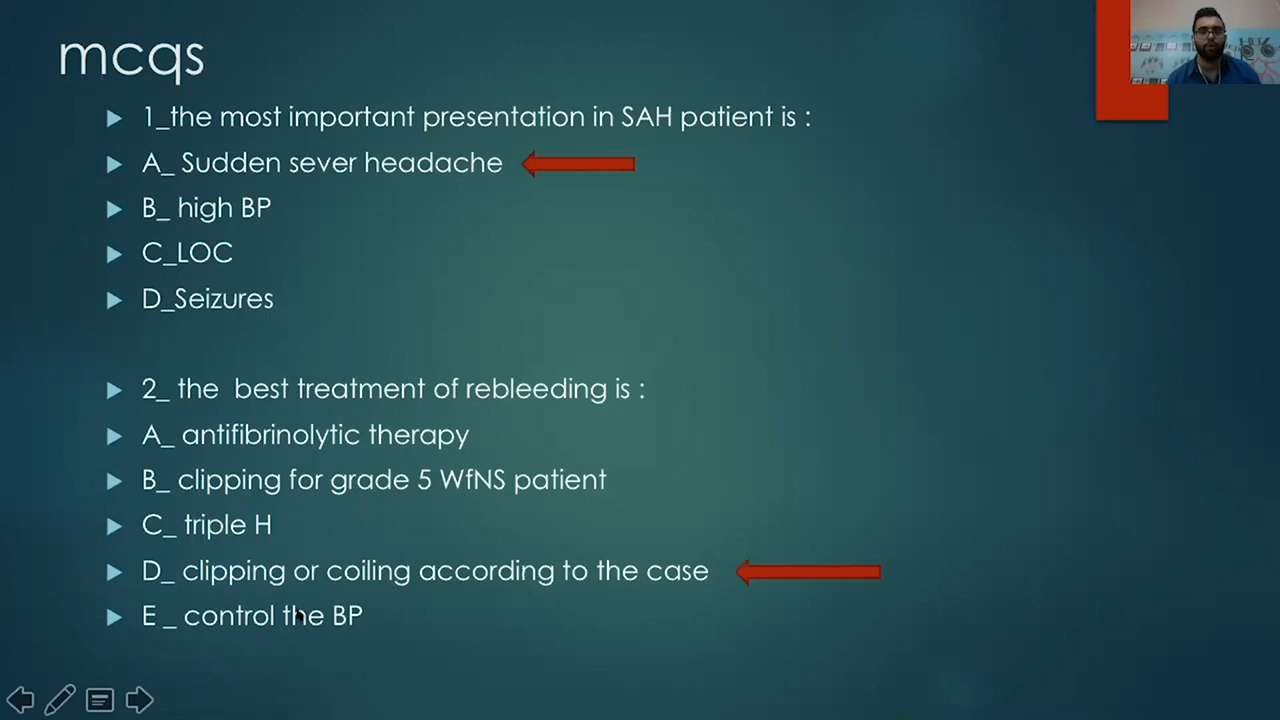 mcqs
1_the most important presentation in SAH patient is :
A_ Sudden sever headache
B_ high BP
C_LOC
D_Seizures
2_ the best treatment of rebleeding is :
A_ antifibrinolytic therapy
B_ clipping for grade 5 WfNS patient
C_ triple H
D_ clipping or coiling according to the case
E _ control the BP